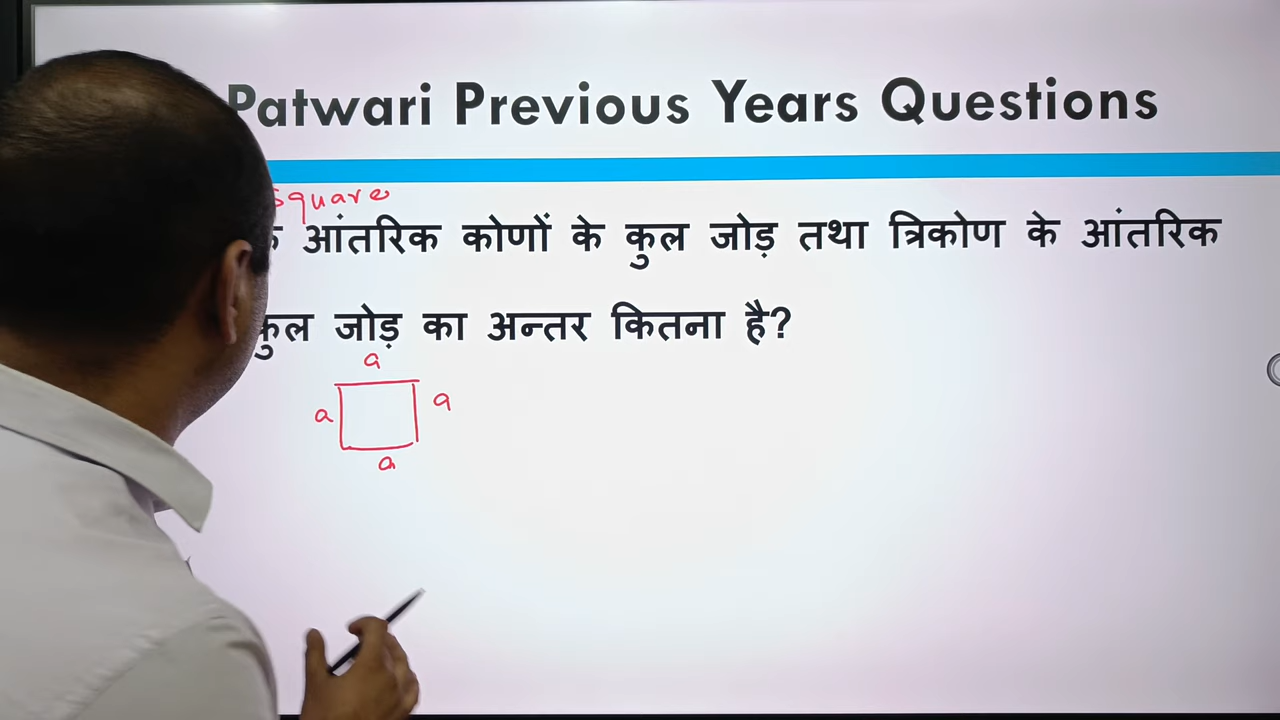 Patwari Previous Years Questions
Square
आंतरिक कोणों के कुल जोड़ तथा त्रिकोण के आंतरिक
कुल जोड़ का अन्तर कितना है?
a
a a
a